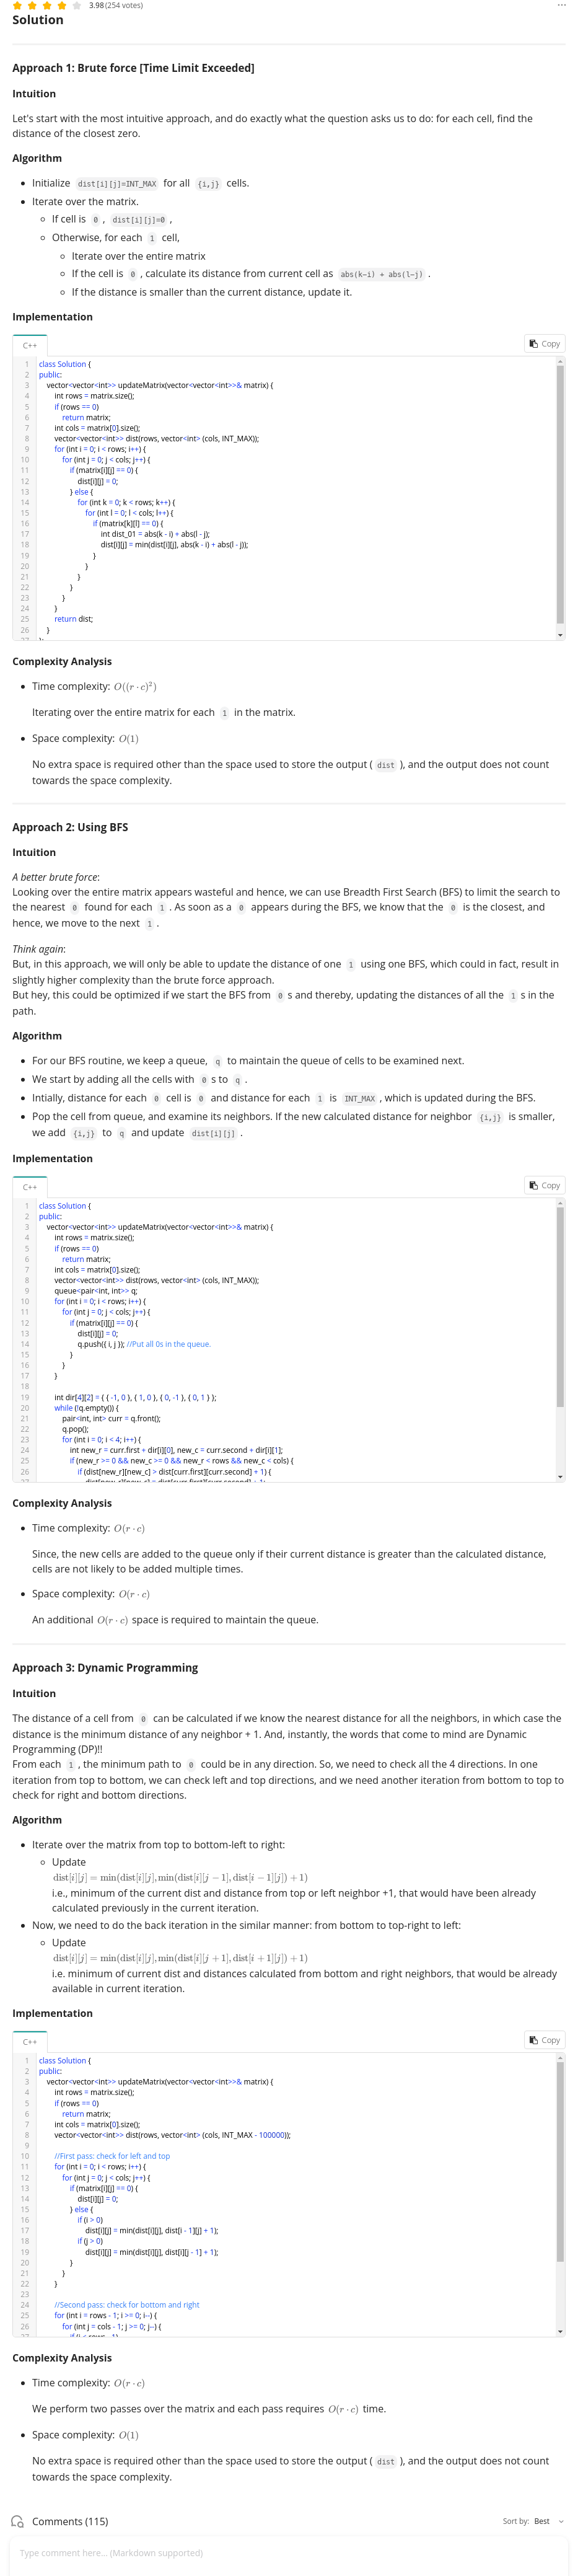 3.98 (254 votes)
Solution
Approach 1: Brute force [Time Limit Exceeded]
Intuition
Let's start with the most intuitive approach, and do exactly what the question asks us to do: for each cell, find the
distance of the closest zero.
Algorithm
• Initialize dist[i][j]=INT_MAX for all {i,j} cells.
• Iterate over the matrix.
◦ If cell is 0 , dist[i][j]=0 ,
◦ Otherwise, for each 1 cell,
◦ Iterate over the entire matrix
◦ If the cell is 0 , calculate its distance from current cell as abs(k-i) + abs(l-j) .
◦ If the distance is smaller than the current distance, update it.
Implementation
C++ Copy
1 class Solution {
2 public:
3 vector<vector<int>> updateMatrix(vector<vector<int>>& matrix) {
4 int rows = matrix.size();
5 if (rows == 0)
6 return matrix;
7 int cols = matrix[0].size();
8 vector<vector<int>> dist(rows, vector<int> (cols, INT_MAX));
9 for (int i = 0; i < rows; i++) {
10 for (int j = 0; j < cols; j++) {
11 if (matrix[i][j] == 0) {
12 dist[i][j] = 0;
13 } else {
14 for (int k = 0; k < rows; k++) {
15 for (int l = 0; l < cols; l++) {
16 if (matrix[k][l] == 0) {
17 int dist_01 = abs(k - i) + abs(l - j);
18 dist[i][j] = min(dist[i][j], abs(k - i) + abs(l - j));
19 }
20 }
21 }
22 }
23 }
24 }
25 return dist;
26 }
27 };
Complexity Analysis
• Time complexity: O((r · c)²)
Iterating over the entire matrix for each 1 in the matrix.
• Space complexity: O(1)
No extra space is required other than the space used to store the output ( dist ), and the output does not count
towards the space complexity.
Approach 2: Using BFS
Intuition
A better brute force:
Looking over the entire matrix appears wasteful and hence, we can use Breadth First Search (BFS) to limit the search to
the nearest 0 found for each 1 . As soon as a 0 appears during the BFS, we know that the 0 is the closest, and
hence, we move to the next 1 .
Think again:
But, in this approach, we will only be able to update the distance of one 1 using one BFS, which could in fact, result in
slightly higher complexity than the brute force approach.
But hey, this could be optimized if we start the BFS from 0 s and thereby, updating the distances of all the 1 s in the
path.
Algorithm
• For our BFS routine, we keep a queue, q to maintain the queue of cells to be examined next.
• We start by adding all the cells with 0 s to q .
• Intially, distance for each 0 cell is 0 and distance for each 1 is INT_MAX , which is updated during the BFS.
• Pop the cell from queue, and examine its neighbors. If the new calculated distance for neighbor {i,j} is smaller,
we add {i,j} to q and update dist[i][j] .
Implementation
C++ Copy
1 class Solution {
2 public:
3 vector<vector<int>> updateMatrix(vector<vector<int>>& matrix) {
4 int rows = matrix.size();
5 if (rows == 0)
6 return matrix;
7 int cols = matrix[0].size();
8 vector<vector<int>> dist(rows, vector<int> (cols, INT_MAX));
9 queue<pair<int, int>> q;
10 for (int i = 0; i < rows; i++) {
11 for (int j = 0; j < cols; j++) {
12 if (matrix[i][j] == 0) {
13 dist[i][j] = 0;
14 q.push({ i, j }); //Put all 0s in the queue.
15 }
16 }
17 }
18
19 int dir[4][2] = { { -1, 0 }, { 1, 0 }, { 0, -1 }, { 0, 1 } };
20 while (!q.empty()) {
21 pair<int, int> curr = q.front();
22 q.pop();
23 for (int i = 0; i < 4; i++) {
24 int new_r = curr.first + dir[i][0], new_c = curr.second + dir[i][1];
25 if (new_r >= 0 && new_c >= 0 && new_r < rows && new_c < cols) {
26 if (dist[new_r][new_c] > dist[curr.first][curr.second] + 1) {
27 dist[new_r][new_c] = dist[curr.first][curr.second] + 1;
Complexity Analysis
• Time complexity: O(r · c)
Since, the new cells are added to the queue only if their current distance is greater than the calculated distance,
cells are not likely to be added multiple times.
• Space complexity: O(r · c)
An additional O(r · c) space is required to maintain the queue.
Approach 3: Dynamic Programming
Intuition
The distance of a cell from 0 can be calculated if we know the nearest distance for all the neighbors, in which case the
distance is the minimum distance of any neighbor + 1. And, instantly, the words that come to mind are Dynamic
Programming (DP)!!
From each 1 , the minimum path to 0 could be in any direction. So, we need to check all the 4 directions. In one
iteration from top to bottom, we can check left and top directions, and we need another iteration from bottom to top to
check for right and bottom directions.
Algorithm
• Iterate over the matrix from top to bottom-left to right:
◦ Update
dist[i][j] = min(dist[i][j], min(dist[i][j − 1], dist[i − 1][j]) + 1)
i.e., minimum of the current dist and distance from top or left neighbor +1, that would have been already
calculated previously in the current iteration.
• Now, we need to do the back iteration in the similar manner: from bottom to top-right to left:
◦ Update
dist[i][j] = min(dist[i][j], min(dist[i][j + 1], dist[i + 1][j]) + 1)
i.e. minimum of current dist and distances calculated from bottom and right neighbors, that would be already
available in current iteration.
Implementation
C++ Copy
1 class Solution {
2 public:
3 vector<vector<int>> updateMatrix(vector<vector<int>>& matrix) {
4 int rows = matrix.size();
5 if (rows == 0)
6 return matrix;
7 int cols = matrix[0].size();
8 vector<vector<int>> dist(rows, vector<int> (cols, INT_MAX - 100000));
9
10 //First pass: check for left and top
11 for (int i = 0; i < rows; i++) {
12 for (int j = 0; j < cols; j++) {
13 if (matrix[i][j] == 0) {
14 dist[i][j] = 0;
15 } else {
16 if (i > 0)
17 dist[i][j] = min(dist[i][j], dist[i - 1][j] + 1);
18 if (j > 0)
19 dist[i][j] = min(dist[i][j], dist[i][j - 1] + 1);
20 }
21 }
22 }
23
24 //Second pass: check for bottom and right
25 for (int i = rows - 1; i >= 0; i--) {
26 for (int j = cols - 1; j >= 0; j--) {
27 if (i < rows - 1)
Complexity Analysis
• Time complexity: O(r · c)
We perform two passes over the matrix and each pass requires O(r · c) time.
• Space complexity: O(1)
No extra space is required other than the space used to store the output ( dist ), and the output does not count
towards the space complexity.
Comments (115) Sort by: Best
Type comment here... (Markdown supported)